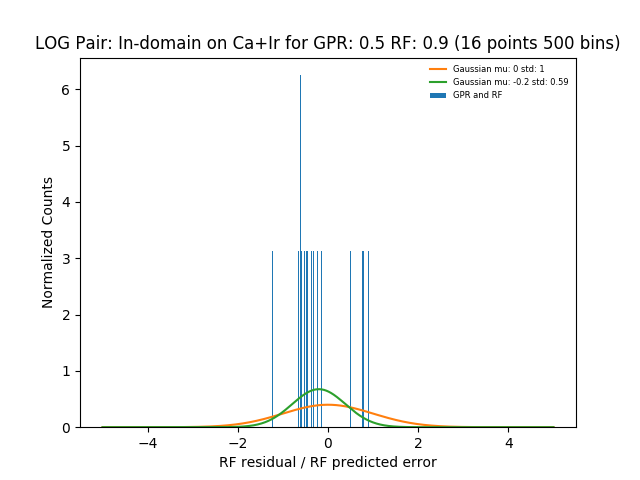 LOG Pair: In-domain on Ca+Ir for GPR: 0.5 RF: 0.9 (16 points 500 bins)
Gaussian mu: 0 std: 1
Gaussian mu: -0.2 std: 0.59
GPR and RF
Normalized Counts
6
5
4
3
2
1
0
−4
−2
0
2
4
RF residual / RF predicted error